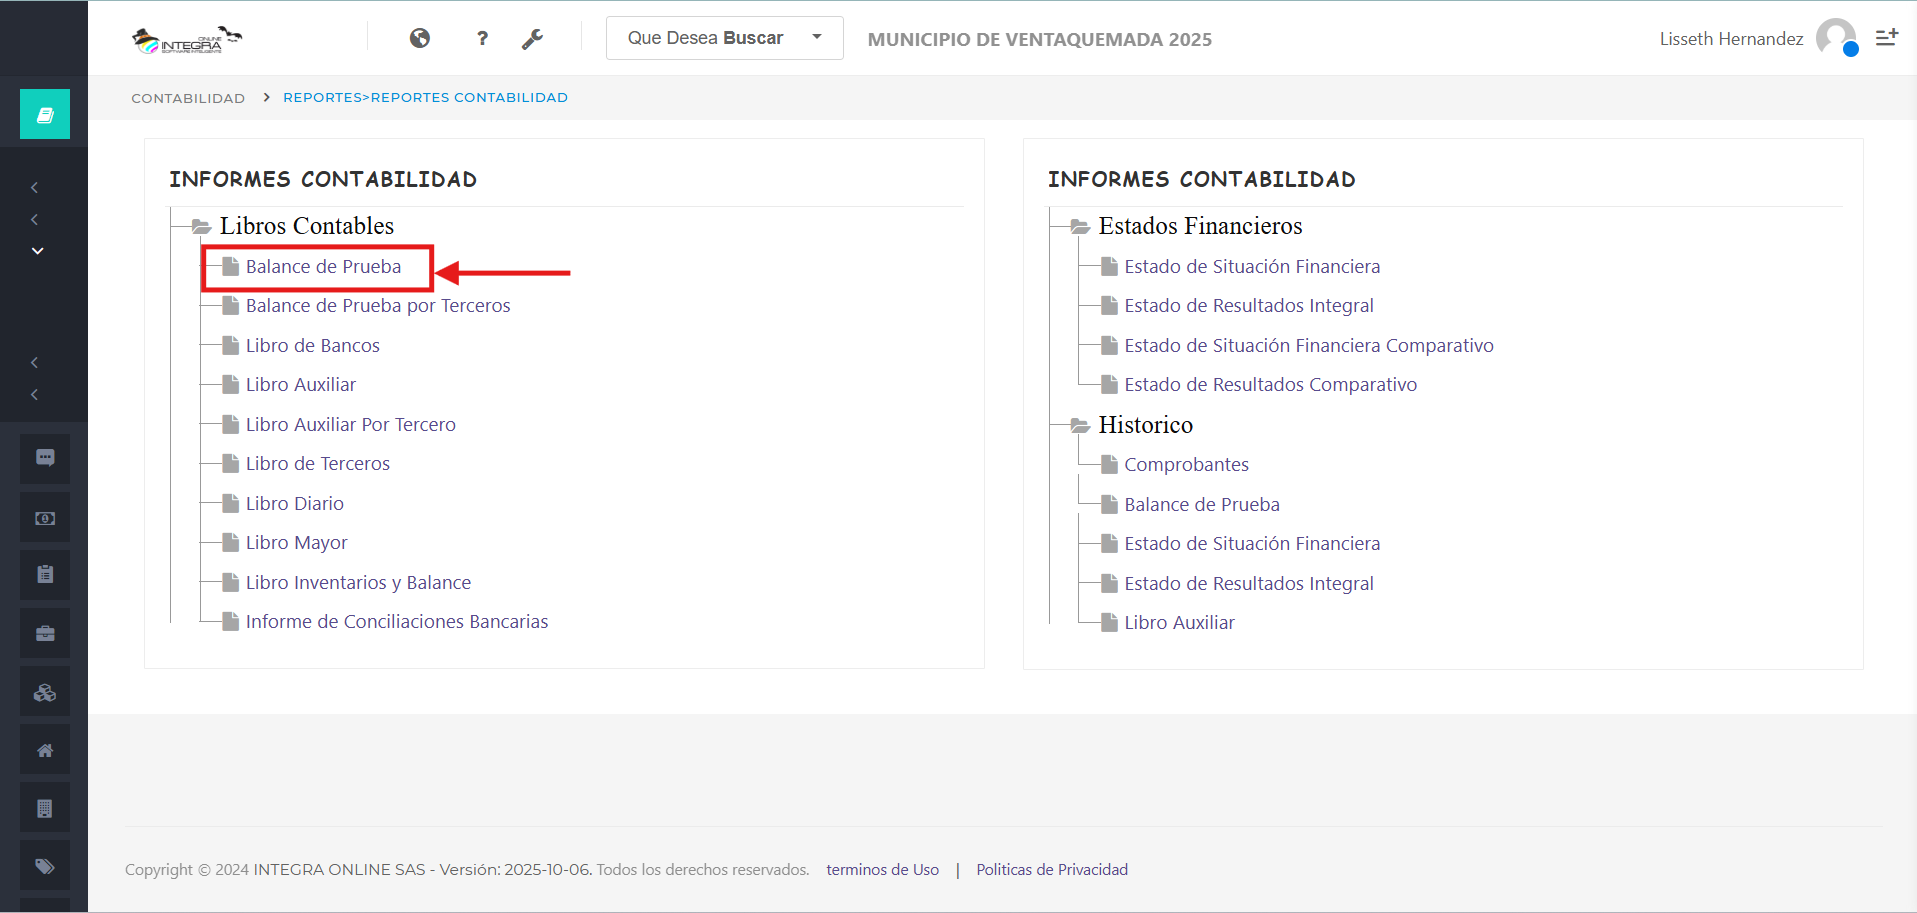 ONLINE
INTEGRA
SOFTWARE INTELIGENTE
?
Que Desea Buscar
MUNICIPIO DE VENTAQUEMADA 2025
Lisseth Hernandez
CONTABILIDAD > REPORTES>REPORTES CONTABILIDAD
INFORMES CONTABILIDAD
Libros Contables
Balance de Prueba
Balance de Prueba por Terceros
Libro de Bancos
Libro Auxiliar
Libro Auxiliar Por Tercero
Libro de Terceros
Libro Diario
Libro Mayor
Libro Inventarios y Balance
Informe de Conciliaciones Bancarias
INFORMES CONTABILIDAD
Estados Financieros
Estado de Situación Financiera
Estado de Resultados Integral
Estado de Situación Financiera Comparativo
Estado de Resultados Comparativo
Historico
Comprobantes
Balance de Prueba
Estado de Situación Financiera
Estado de Resultados Integral
Libro Auxiliar
Copyright © 2024 INTEGRA ONLINE SAS - Versión: 2025-10-06. Todos los derechos reservados. terminos de Uso | Politicas de Privacidad